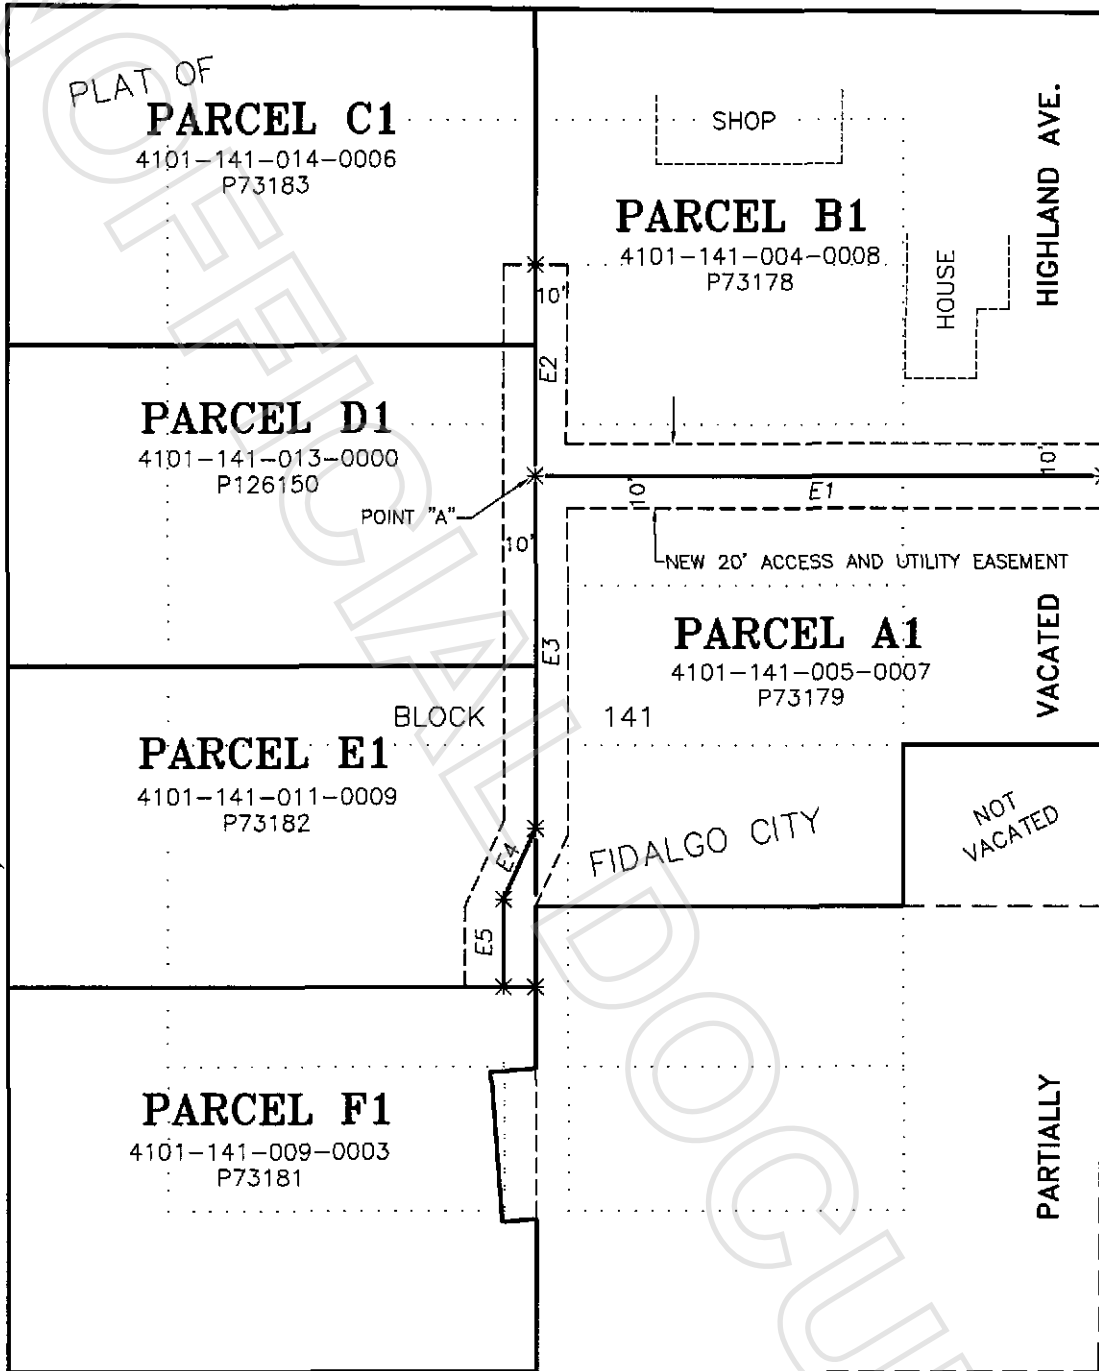 PLAT OF
PARCEL C1
4101-141-014-0006
P73183
SHOP
HIGHLAND AVE.
PARCEL B1
4101-141-004-0008
P73178
HOUSE
10'
E2
PARCEL D1
4101-141-013-0000
P126150
POINT "A"
10'
10'
E1
10'
NEW 20' ACCESS AND UTILITY EASEMENT
E3
PARCEL A1
4101-141-005-0007
P73179
VACATED
BLOCK 141
PARCEL E1
4101-141-011-0009
P73182
E4
FIDALGO CITY
NOT
VACATED
E5
PARCEL F1
4101-141-009-0003
P73181
PARTIALLY
NOFFICIAL DOCU